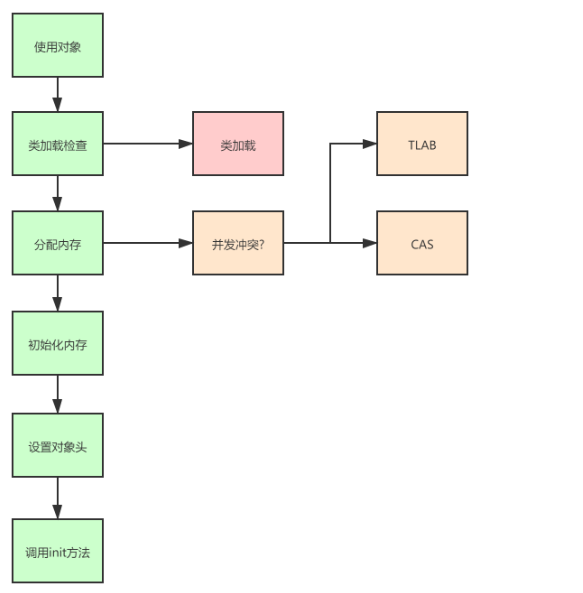 使用对象
类加载检查
类加载
TLAB
分配内存
并发冲突?
CAS
初始化内存
设置对象头
调用init方法